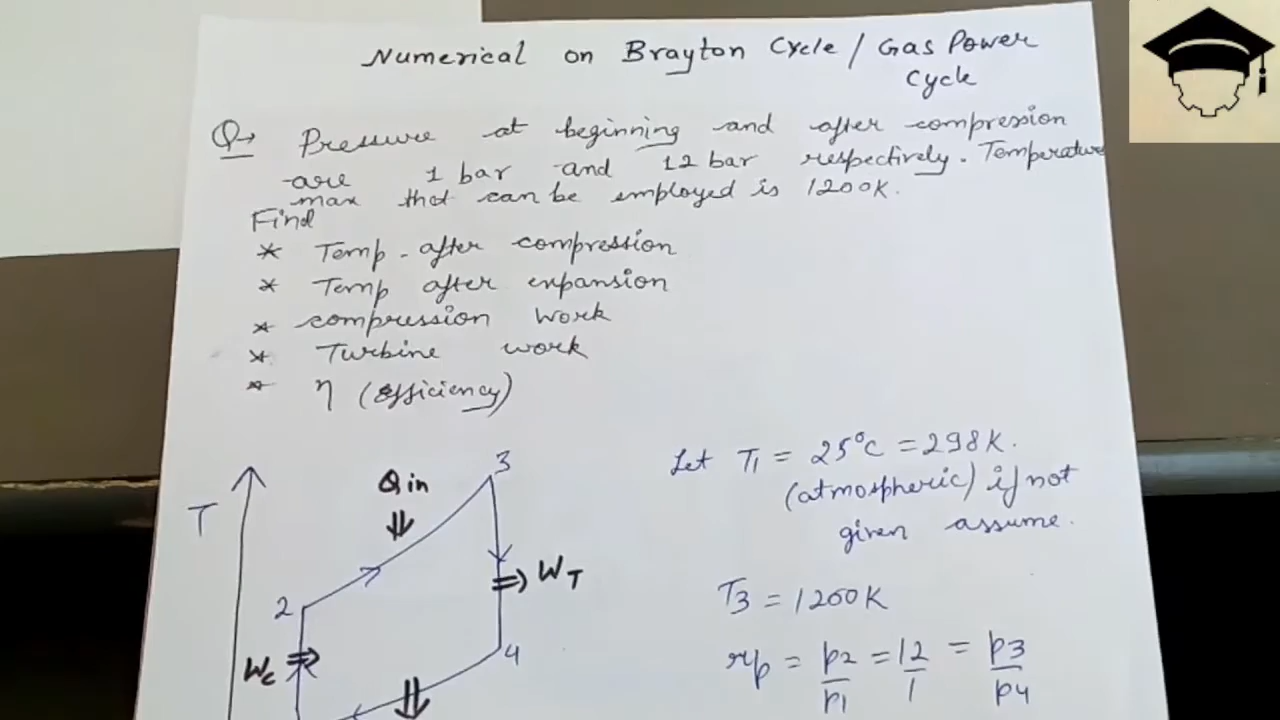 Numerical on Brayton Cycle / Gas Power
Cycle
Q→ Pressure at beginning and after compression
are 1 bar and 12 bar respectively. Temperature
max that can be employed is 1200K.
Find
* Temp. after compression
* Temp after expansion
* compression work
* Turbine work
* η (efficiency)
T
Q in
3
2
W_T
4
W_c
Let T1 = 25°C = 298K.
(atmospheric) if not
given assume.
T3 = 1200K
rp = p2/p1 = 12/1 = p3/p4